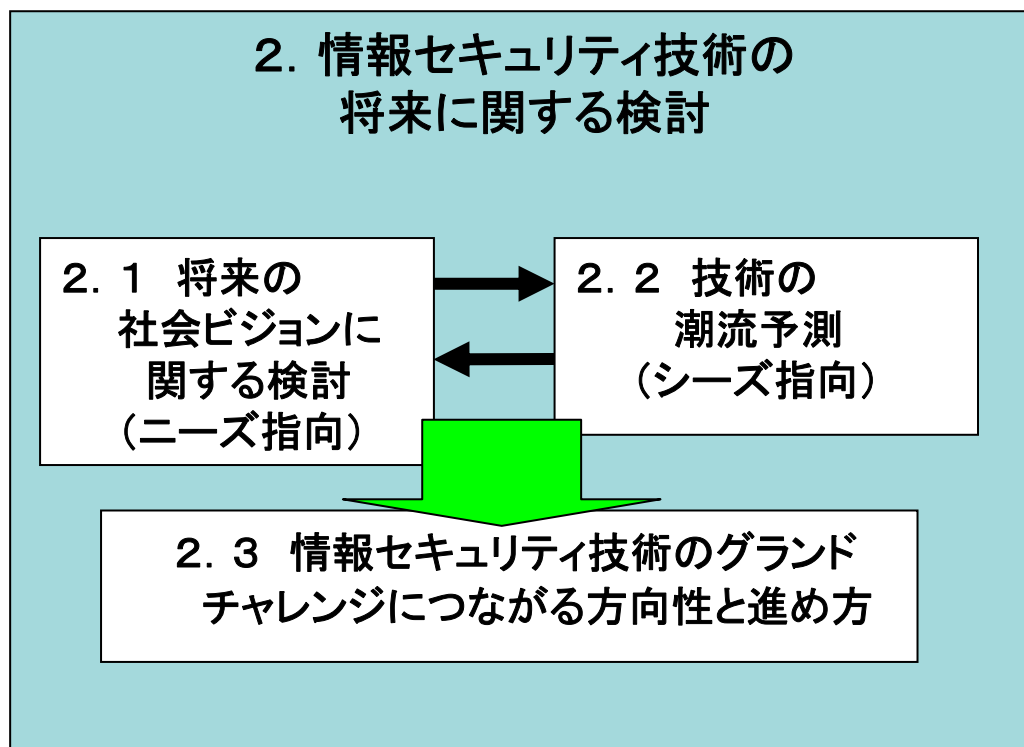 ２．情報セキュリティ技術の
将来に関する検討
２．１　将来の
社会ビジョンに
関する検討
（ニーズ指向）
２．２　技術の
潮流予測
（シーズ指向）
２．３　情報セキュリティ技術のグランド
チャレンジにつながる方向性と進め方